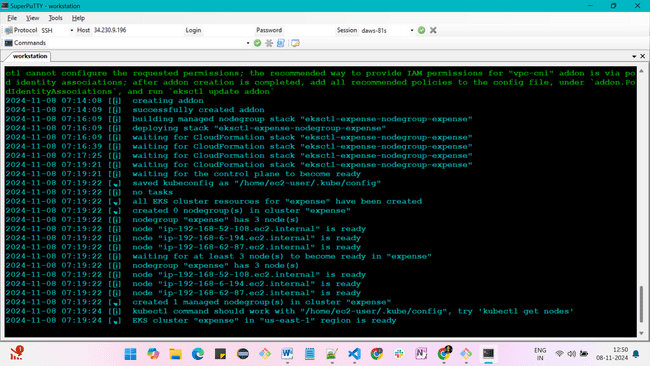 SuperPuTTY - workstation
File View Tools Help
Protocol SSH Host 34.230.9.196 Login Password Session daws-81s
Commands
workstation
ctl cannot configure the requested permissions; the recommended way to provide IAM permissions for "vpc-cni" addon is via po
d identity associations; after addon creation is completed, add all recommended policies to the config file, under `addon.Po
dIdentityAssociations`, and run `eksctl update addon`
2024-11-08 07:14:08 [ℹ] creating addon
2024-11-08 07:14:09 [ℹ] successfully created addon
2024-11-08 07:16:09 [ℹ] building managed nodegroup stack "eksctl-expense-nodegroup-expense"
2024-11-08 07:16:09 [ℹ] deploying stack "eksctl-expense-nodegroup-expense"
2024-11-08 07:16:09 [ℹ] waiting for CloudFormation stack "eksctl-expense-nodegroup-expense"
2024-11-08 07:16:39 [ℹ] waiting for CloudFormation stack "eksctl-expense-nodegroup-expense"
2024-11-08 07:17:25 [ℹ] waiting for CloudFormation stack "eksctl-expense-nodegroup-expense"
2024-11-08 07:19:21 [ℹ] waiting for CloudFormation stack "eksctl-expense-nodegroup-expense"
2024-11-08 07:19:21 [ℹ] waiting for the control plane to become ready
2024-11-08 07:19:22 [✔] saved kubeconfig as "/home/ec2-user/.kube/config"
2024-11-08 07:19:22 [ℹ] no tasks
2024-11-08 07:19:22 [✔] all EKS cluster resources for "expense" have been created
2024-11-08 07:19:22 [✔] created 0 nodegroup(s) in cluster "expense"
2024-11-08 07:19:22 [ℹ] nodegroup "expense" has 3 node(s)
2024-11-08 07:19:22 [ℹ] node "ip-192-168-52-108.ec2.internal" is ready
2024-11-08 07:19:22 [ℹ] node "ip-192-168-6-194.ec2.internal" is ready
2024-11-08 07:19:22 [ℹ] node "ip-192-168-62-87.ec2.internal" is ready
2024-11-08 07:19:22 [ℹ] waiting for at least 3 node(s) to become ready in "expense"
2024-11-08 07:19:22 [ℹ] nodegroup "expense" has 3 node(s)
2024-11-08 07:19:22 [ℹ] node "ip-192-168-52-108.ec2.internal" is ready
2024-11-08 07:19:22 [ℹ] node "ip-192-168-6-194.ec2.internal" is ready
2024-11-08 07:19:22 [ℹ] node "ip-192-168-62-87.ec2.internal" is ready
2024-11-08 07:19:22 [✔] created 1 managed nodegroup(s) in cluster "expense"
2024-11-08 07:19:24 [ℹ] kubectl command should work with "/home/ec2-user/.kube/config", try 'kubectl get nodes'
2024-11-08 07:19:24 [✔] EKS cluster "expense" in "us-east-1" region is ready
ENG
IN
12:50
08-11-2024